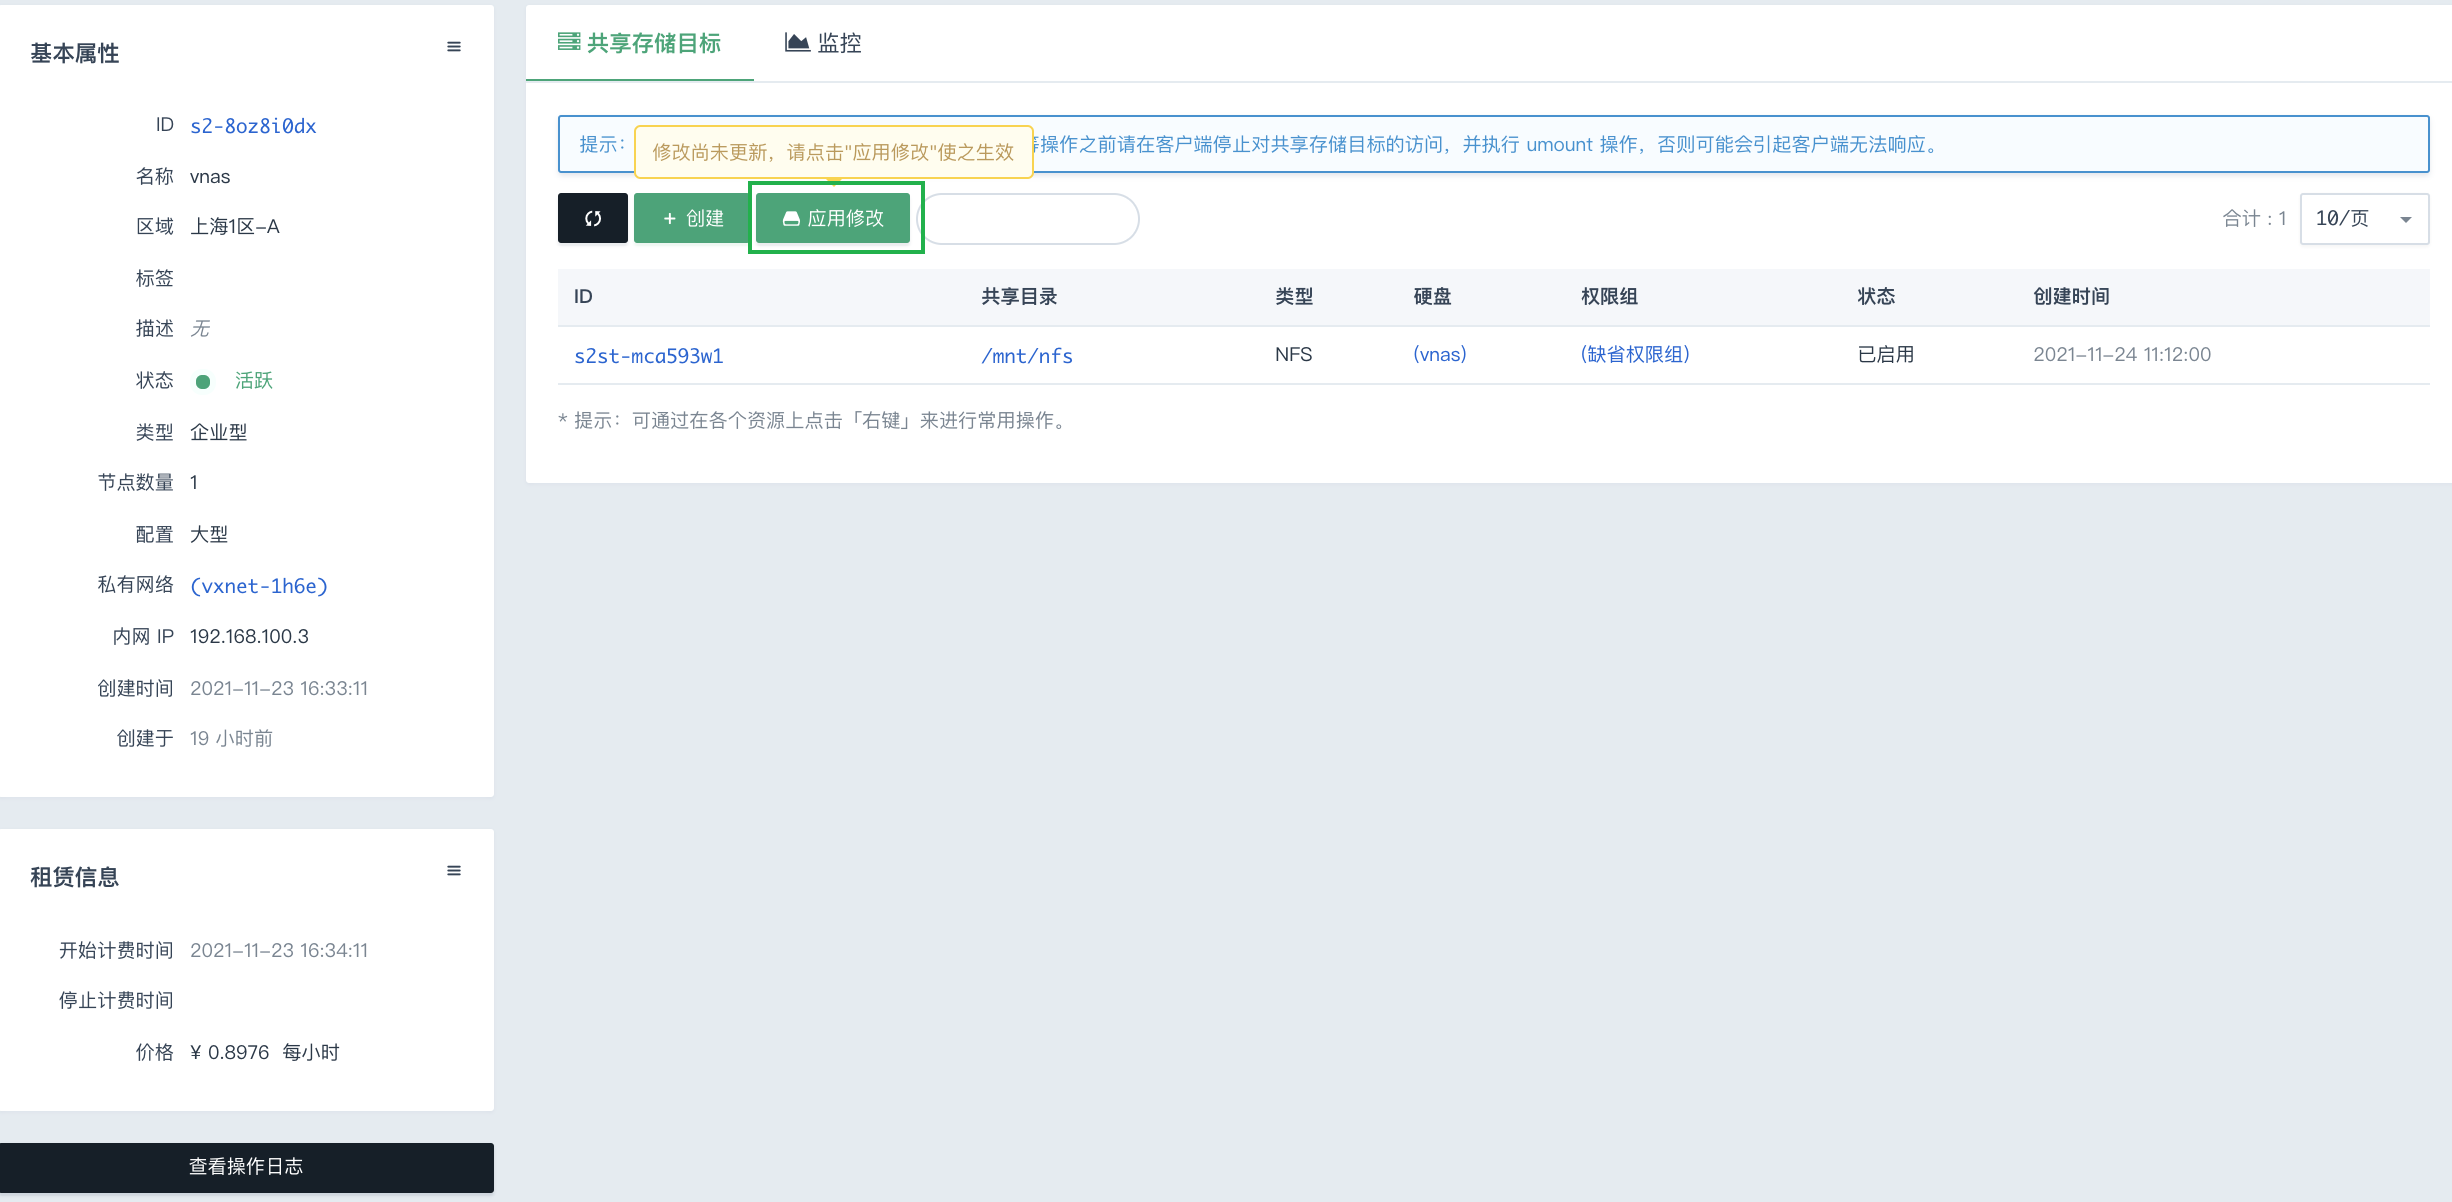 基本属性
ID s2-8oz8i0dx
名称 vnas
区域 上海1区-A
标签
描述 无
状态 活跃
类型 企业型
节点数量 1
配置 大型
私有网络 (vxnet-1h6e)
内网 IP 192.168.100.3
创建时间 2021-11-23 16:33:11
创建于 19 小时前
租赁信息
开始计费时间 2021-11-23 16:34:11
停止计费时间
价格 ¥ 0.8976 每小时
查看操作日志
共享存储目标 监控
提示： 操作之前请在客户端停止对共享存储目标的访问，并执行 umount 操作，否则可能会引起客户端无法响应。
修改尚未更新，请点击"应用修改"使之生效
+ 创建 应用修改 合计 : 1 10/页
ID 共享目录 类型 硬盘 权限组 状态 创建时间
s2st-mca593w1 /mnt/nfs NFS (vnas) (缺省权限组) 已启用 2021-11-24 11:12:00
* 提示：可通过在各个资源上点击「右键」来进行常用操作。